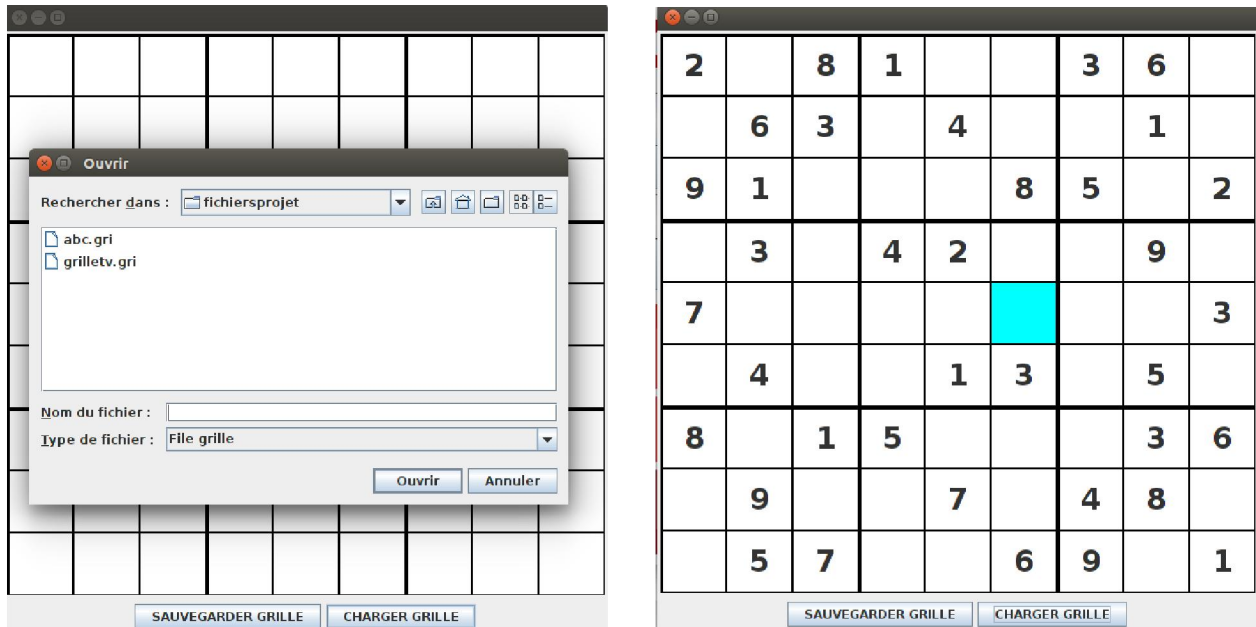 Ouvrir
Rechercher dans :
fichiersprojet
abc.gri
grilletv.gri
Nom du fichier :
Type de fichier : File grille
Ouvrir Annuler
SAUVEGARDER GRILLE CHARGER GRILLE
2 8 1 3 6
6 3 4 1
9 1 8 5 2
3 4 2 9
7 3
4 1 3 5
8 1 5 3 6
9 7 4 8
5 7 6 9 1
SAUVEGARDER GRILLE CHARGER GRILLE